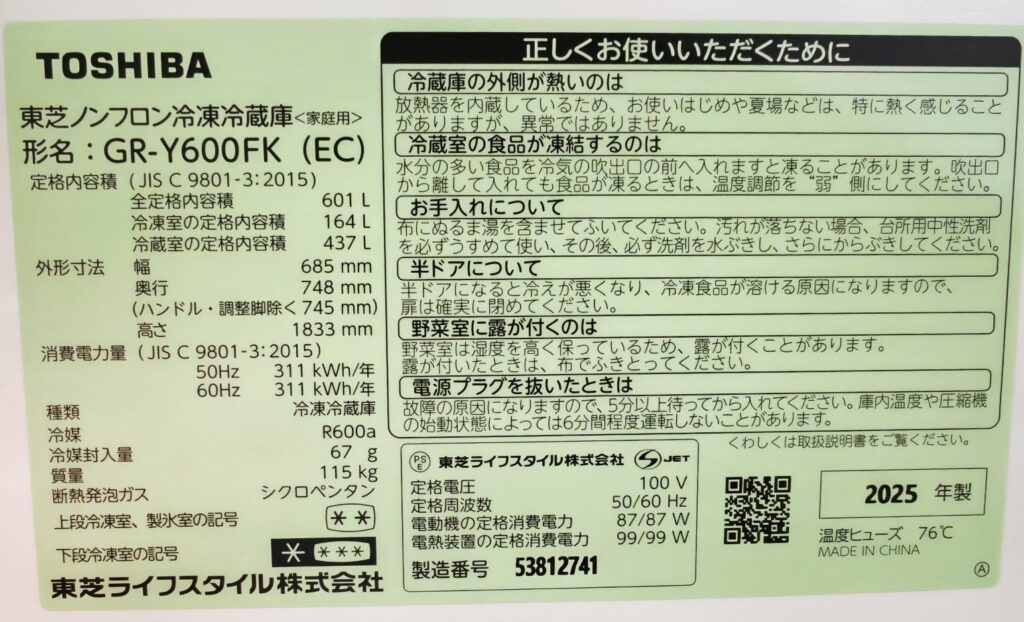 TOSHIBA
東芝ノンフロン冷凍冷蔵庫<家庭用>
形名：GR-Y600FK（EC）
定格内容積（JIS C 9801-3:2015）
全定格内容積 601 L
冷凍室の定格内容積 164 L
冷蔵室の定格内容積 437 L
外形寸法 幅 685 mm
奥行 748 mm
(ハンドル・調整脚除く 745 mm)
高さ 1833 mm
消費電力量（JIS C 9801-3:2015）
50Hz 311 kWh/年
60Hz 311 kWh/年
種類 冷凍冷蔵庫
冷媒 R600a
冷媒封入量 67 g
質量 115 kg
断熱発泡ガス シクロペンタン
上段冷凍室、製氷室の記号 **
下段冷凍室の記号 * ***
東芝ライフスタイル株式会社
正しくお使いいただくために
冷蔵庫の外側が熱いのは
放熱器を内蔵しているため、お使いはじめや夏場などは、特に熱く感じること
がありますが、異常ではありません。
冷蔵室の食品が凍結するのは
水分の多い食品を冷気の吹出口の前へ入れますと凍ることがあります。吹出口
から離して入れても食品が凍るときは、温度調節を“弱”側にしてください。
お手入れについて
布にぬるま湯を含ませてふいてください。汚れが落ちない場合、台所用中性洗剤
を必ずうすめて使い、その後、必ず洗剤を水ぶきし、さらにからぶきしてください。
半ドアについて
半ドアになると冷えが悪くなり、冷凍食品が溶ける原因になりますので、
扉は確実に閉めてください。
野菜室に露が付くのは
野菜室は湿度を高く保っているため、露が付くことがあります。
露が付いたときは、布でふきとってください。
電源プラグを抜いたときは
故障の原因になりますので、5分以上待ってから入れてください。庫内温度や圧縮機
の始動状態によっては6分間程度運転しないことがあります。
くわしくは取扱説明書をご覧ください。
PSE 東芝ライフスタイル株式会社 JET
定格電圧 100 V
定格周波数 50/60 Hz
電動機の定格消費電力 87/87 W
電熱装置の定格消費電力 99/99 W
製造番号 53812741
2025 年製
温度ヒューズ 76℃
MADE IN CHINA
Ⓐ